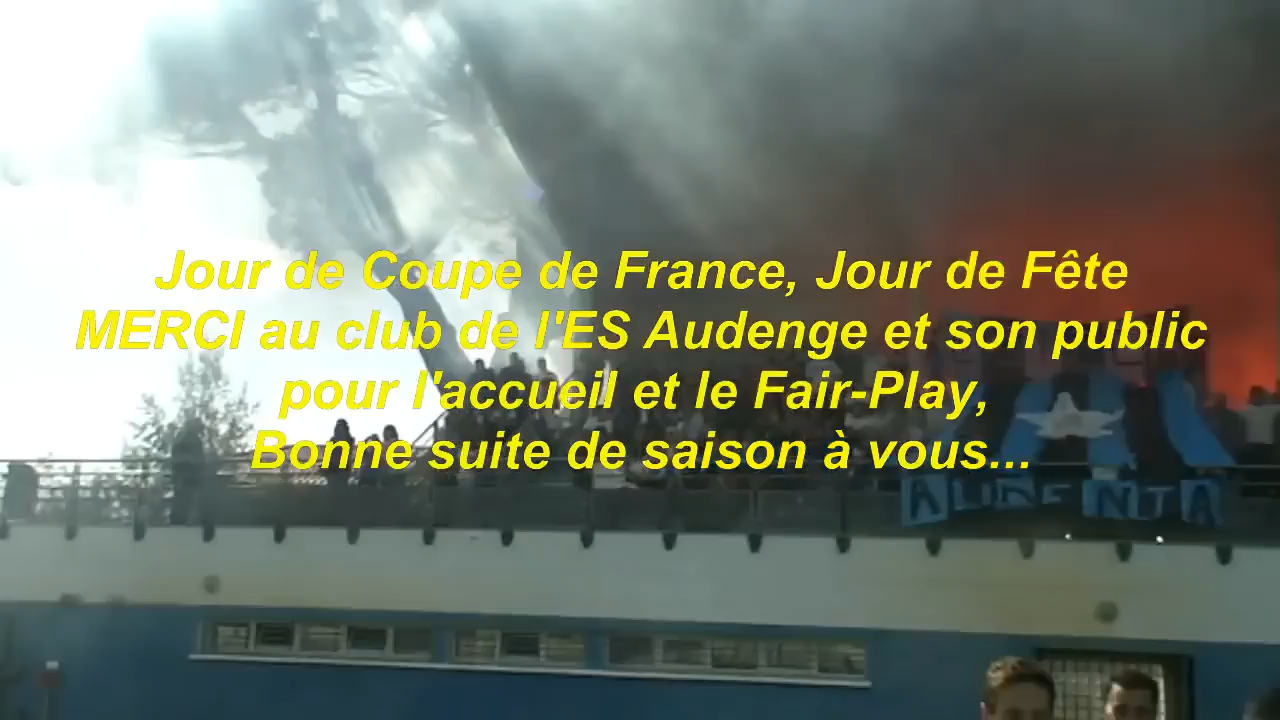 Jour de Coupe de France, Jour de Fête
MERCI au club de l'ES Audenge et son public
pour l'accueil et le Fair-Play,
Bonne suite de saison à vous...